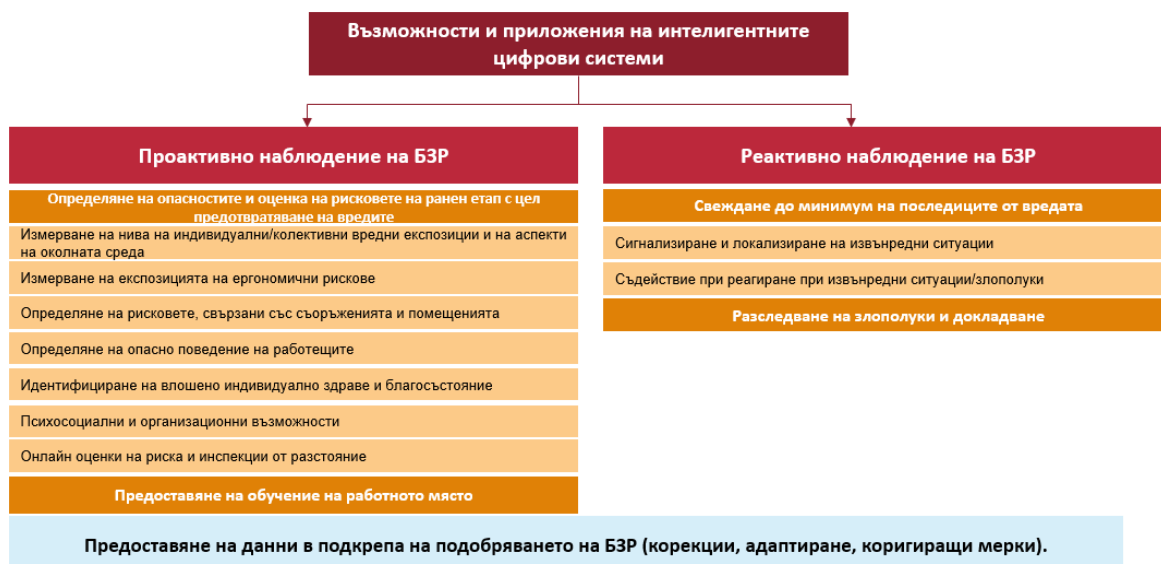 Възможности и приложения на интелигентните
цифрови системи
Проактивно наблюдение на БЗР
Определяне на опасностите и оценка на рисковете на ранен етап с цел
предотвратяване на вредите
Измерване на нива на индивидуални/колективни вредни експозиции и на аспекти
на околната среда
Измерване на експозицията на ергономични рискове
Определяне на рисковете, свързани със съоръженията и помещенията
Определяне на опасно поведение на работещите
Идентифициране на влошено индивидуално здраве и благосъстояние
Психосоциални и организационни възможности
Онлайн оценки на риска и инспекции от разстояние
Предоставяне на обучение на работното място
Реактивно наблюдение на БЗР
Свеждане до минимум на последиците от вредата
Сигнализиране и локализиране на извънредни ситуации
Съдействие при реагиране при извънредни ситуации/злополуки
Разследване на злополуки и докладване
Предоставяне на данни в подкрепа на подобряването на БЗР (корекции, адаптиране, коригиращи мерки).